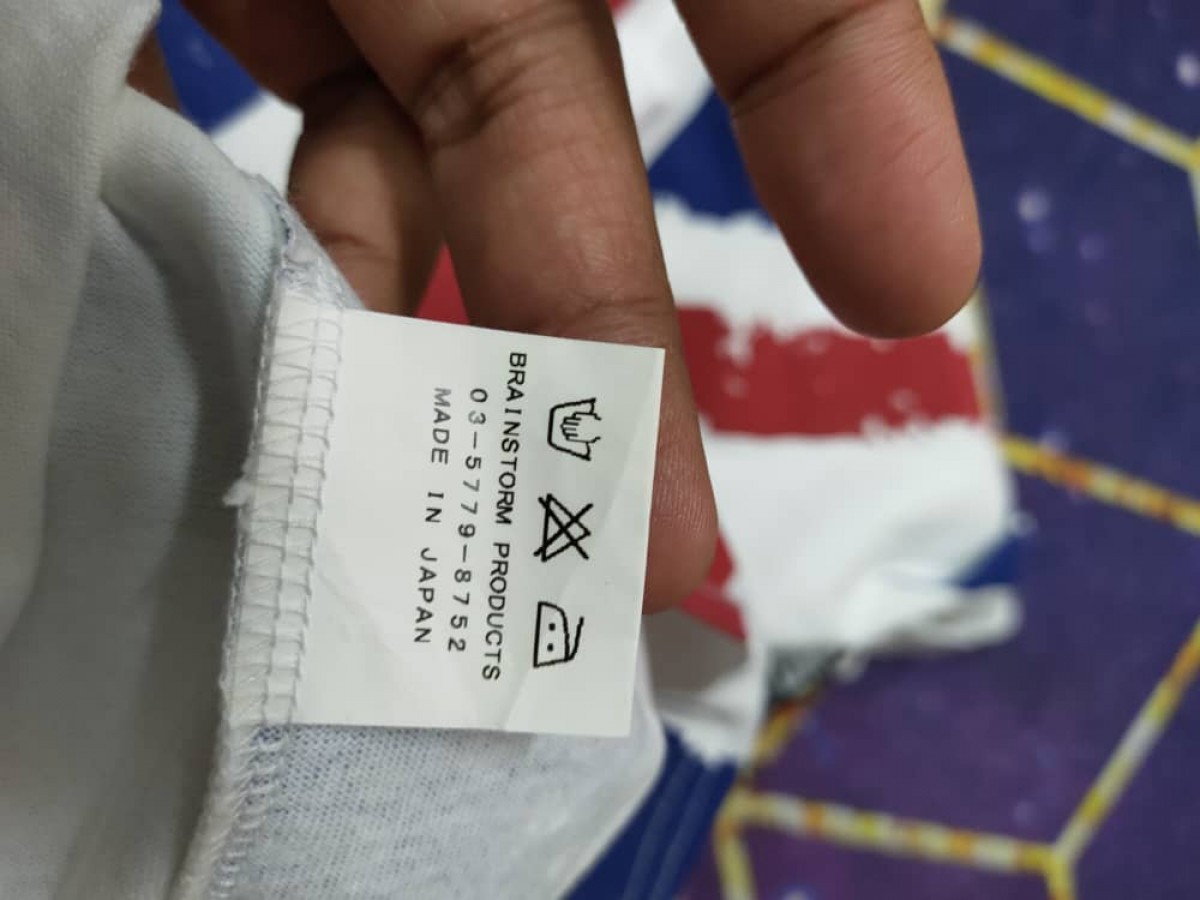 BRAINSTORM PRODUCTS
03-5779-8752
MADE IN JAPAN